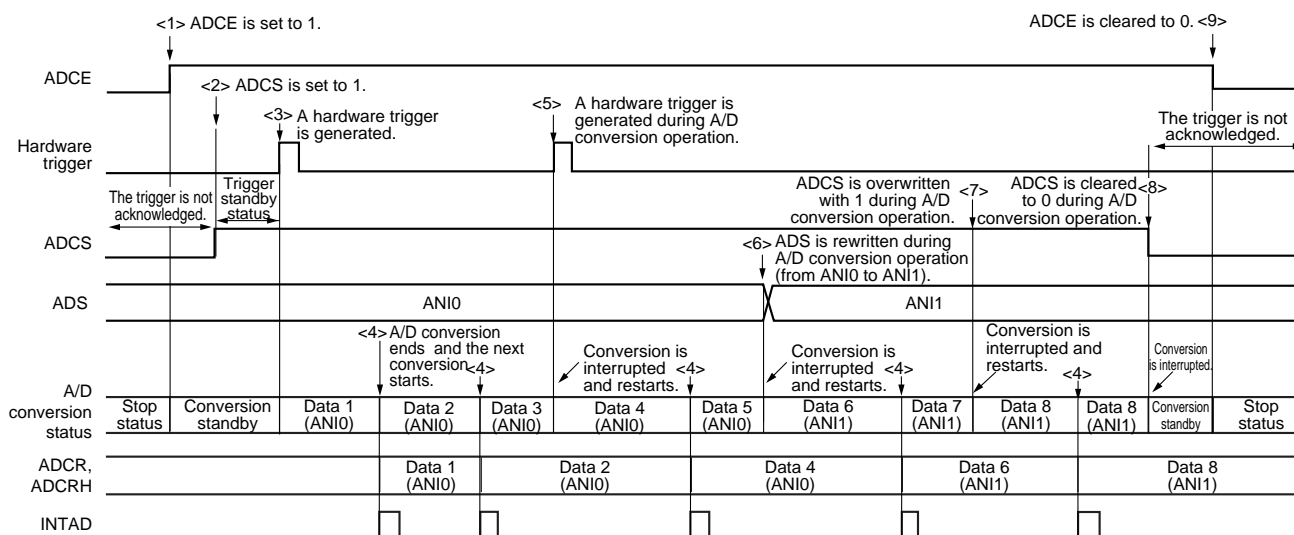 <1> ADCE is set to 1.
ADCE is cleared to 0. <9>
ADCE
<2> ADCS is set to 1.
<3> A hardware trigger
is generated.
<5> A hardware trigger is
generated during A/D
conversion operation.
The trigger is not
acknowledged.
Hardware
trigger
The trigger is not
acknowledged.
Trigger
standby
status
ADCS is overwritten
with 1 during A/D
conversion operation.
<7>
ADCS is cleared
to 0 during A/D
conversion operation.
<8>
ADCS
<6> ADS is rewritten during
A/D conversion operation
(from ANI0 to ANI1).
ADS
ANI0
ANI1
<4> A/D conversion
ends and the next
conversion
starts.
<4>
Conversion is
interrupted
and restarts.
<4>
Conversion is
interrupted
and restarts.
<4>
Conversion is
interrupted and
restarts.
<4>
Conversion
is interrupted.
A/D
conversion
status
Stop
status
Conversion
standby
Data 1
(ANI0)
Data 2
(ANI0)
Data 3
(ANI0)
Data 4
(ANI0)
Data 5
(ANI0)
Data 6
(ANI1)
Data 7
(ANI1)
Data 8
(ANI1)
Data 8
(ANI1)
Conversion
standby
Stop
status
ADCR,
ADCRH
Data 1
(ANI0)
Data 2
(ANI0)
Data 4
(ANI0)
Data 6
(ANI1)
Data 8
(ANI1)
INTAD